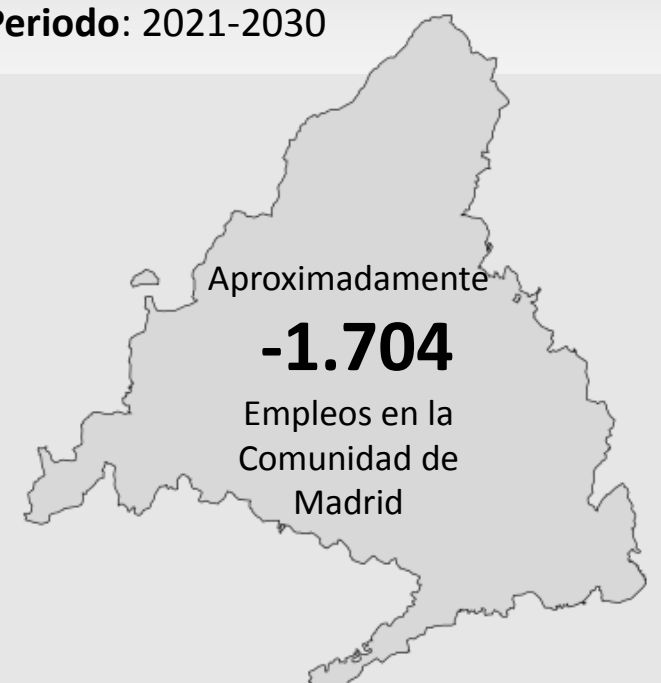 Periodo: 2021-2030
Aproximadamente
-1.704
Empleos en la
Comunidad de
Madrid